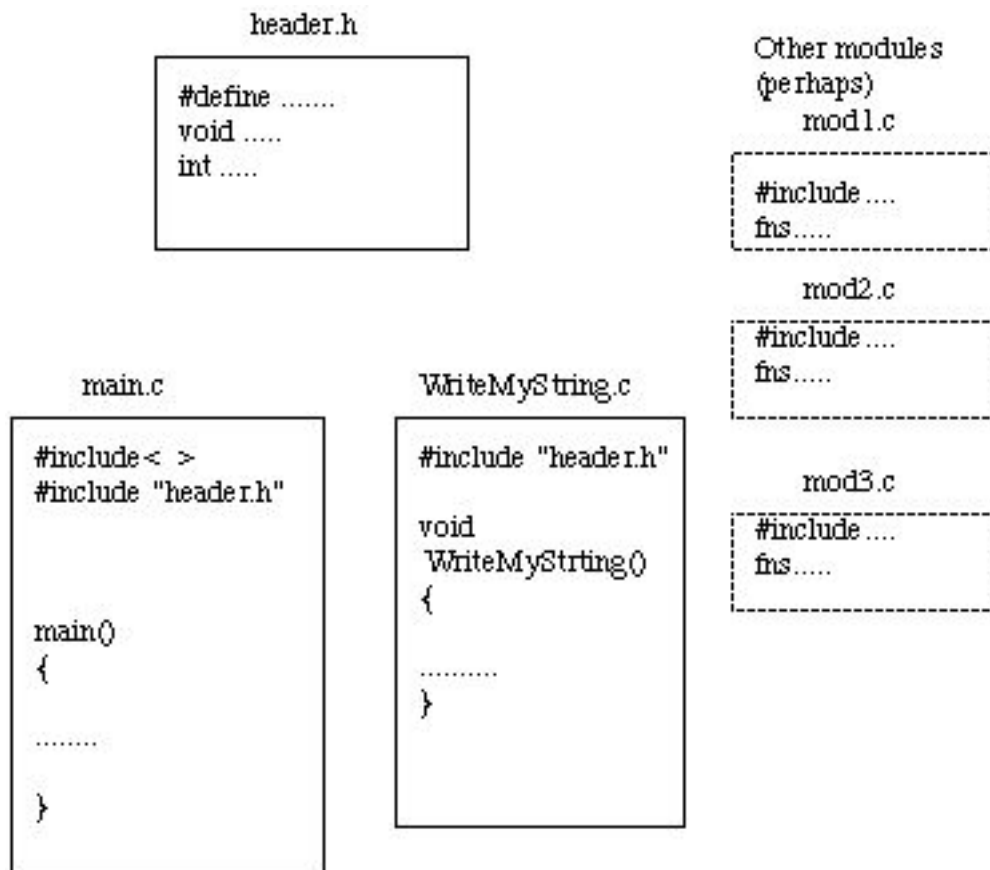 header.h
#define .......
void .....
int .....
Other modules
(perhaps)
mod1.c
#include ....
fns.....
mod2.c
#include ....
fns.....
mod3.c
#include ....
fns.....
main.c
#include< >
#include "header.h"
main()
{
........
}
WriteMyString.c
#include "header.h"
void
WriteMyStrting()
{
..........
}